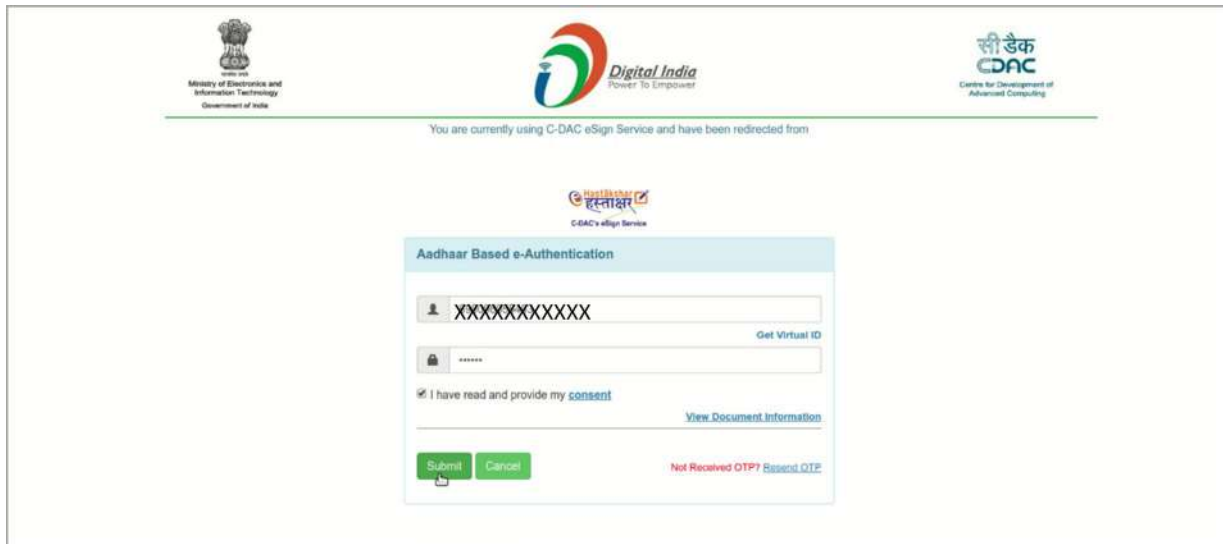 Ministry of Electronics and
Information Technology
Government of India
Digital India
Power To Empower
सी डैक
CDAC
Centre for Development of
Advanced Computing
You are currently using C-DAC eSign Service and have been redirected from
e Hastākshar
हस्ताक्षर
C-DAC's eSign Service
Aadhaar Based e-Authentication
XXXXXXXXXXX
Get Virtual ID
••••••
I have read and provide my consent
View Document Information
Submit Cancel Not Received OTP? Resend OTP